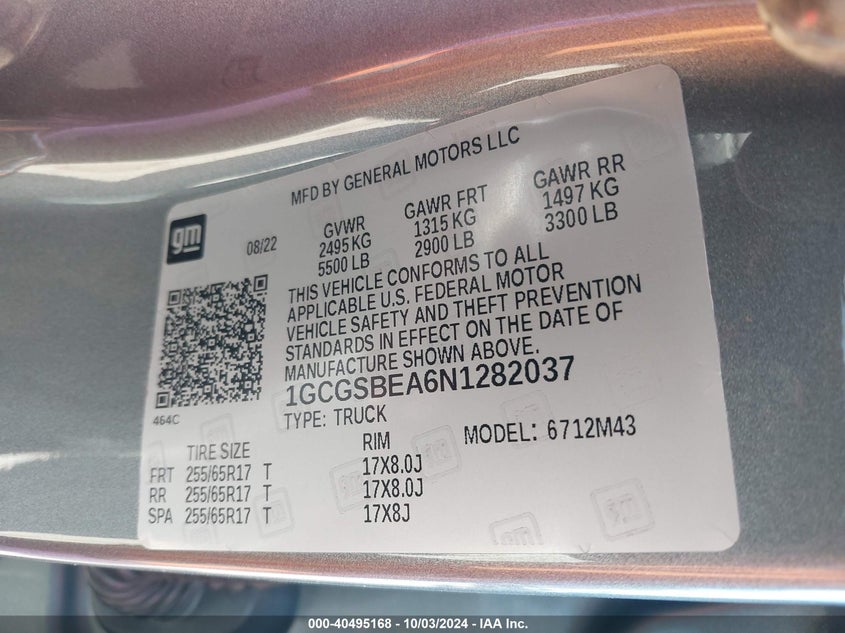 MFD BY GENERAL MOTORS LLC
gm
08/22
GVWR
2495 KG
5500 LB
GAWR FRT
1315 KG
2900 LB
GAWR RR
1497 KG
3300 LB
THIS VEHICLE CONFORMS TO ALL
APPLICABLE U.S. FEDERAL MOTOR
VEHICLE SAFETY AND THEFT PREVENTION
STANDARDS IN EFFECT ON THE DATE OF
MANUFACTURE SHOWN ABOVE.
1GCGSBEA6N1282037
464C
TYPE: TRUCK
MODEL: 6712M43
TIRE SIZE
RIM
FRT 255/65R17 T 17X8.0J
RR 255/65R17 T 17X8.0J
SPA 255/65R17 T 17X8J
gm
000-40495168 - 10/03/2024 - IAA Inc.